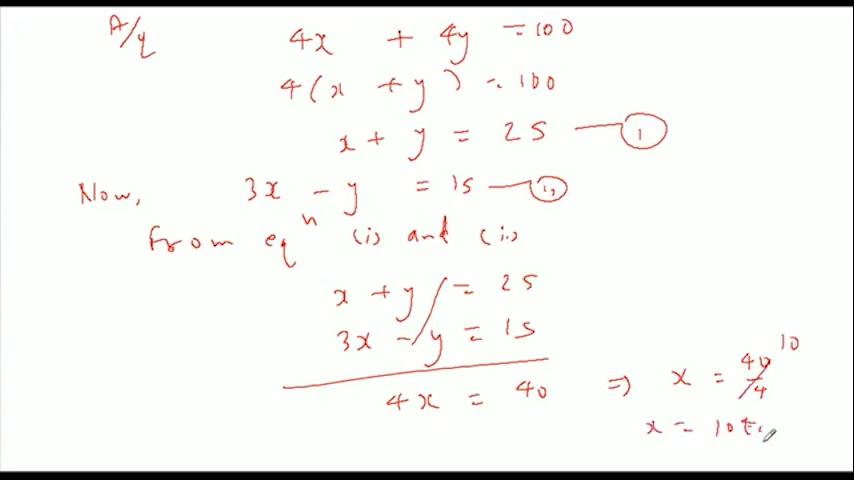 A/q 4x + 4y = 100
4(x + y) = 100
x + y = 25 — 1
Now, 3x - y = 15 —
From eqn (i) and (ii)
x + y = 25
3x - y = 15
4x = 40 ⇒ x = 40/4 10
x = 10